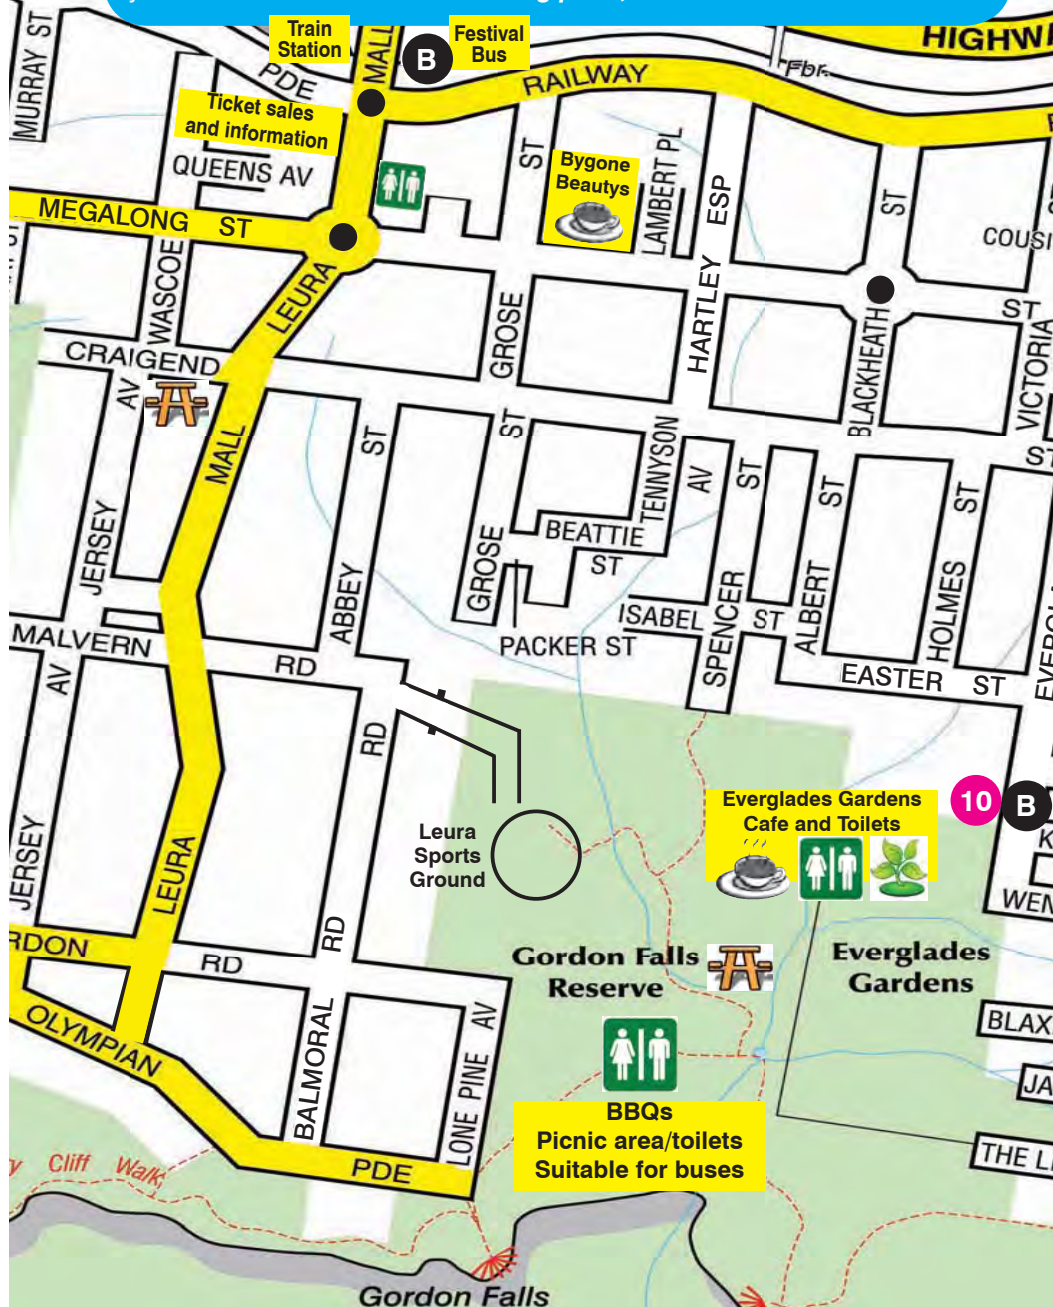 MURRAY ST
Train
Station
MALL
B
Festival
Bus
HIGHW
PDE
RAILWAY
Fbr.
Ticket sales
and information
QUEENS AV
ST
Bygone
Beautys
LAMBERT PL
HARTLEY ESP
ST
COUSI
MEGALONG ST
WASCOE
LEURA
GROSE
ST
BLACKHEATH
VICTORIA
CRAIGEND
AV
MALL
ST
ST
TENNYSON
AV
ST
ST
ST
ST
JERSEY
ABBEY
GROSE
BEATTIE
ST
ISABEL ST
PACKER ST
SPENCER
ALBERT
HOLMES
MALVERN
RD
AV
EASTER ST
RD
Everglades Gardens
Cafe and Toilets
10
B
Leura
Sports
Ground
JERSEY
LEURA
WEN
RDON
RD
RD
Gordon Falls
Reserve
Everglades
Gardens
OLYMPIAN
BALMORAL
LONE PINE AV
BLAX
JA
BBQs
Picnic area/toilets
Suitable for buses
THE L
Cliff Walk
PDE
Gordon Falls